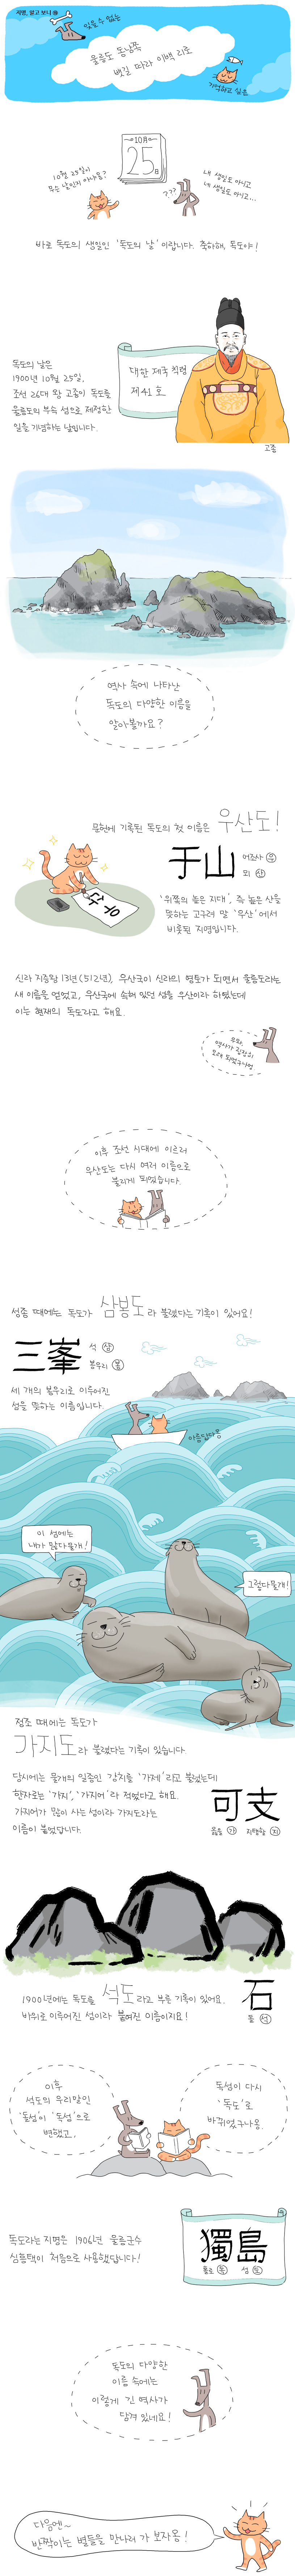 지명, 알고 보니
잊을 수 없는
울릉도 동남쪽
뱃길 따라 이백 리로
기억하고 싶은
10月
25
日
10월 25일이
무슨 날인지 아시나옹?
???
내 생일도 아니고
네 생일도 아니고...
바로 독도의 생일인 '독도의 날'이랍니다. 축하해, 독도야!
독도의 날은
1900년 10월 25일,
조선 26대 왕 고종이 독도를
울릉도의 부속 섬으로 제정한
일을 기념하는 날입니다.
대한 제국 칙령
제41호
고종
역사 속에 나타난
독도의 다양한 이름을
알아볼까요?
문헌에 기록된 독도의 첫 이름은 우산도!
于山
어조사 우
뫼 산
'위쪽의 높은 지대', 즉 높은 산을
뜻하는 고구려 말 '우산'에서
비롯된 지명입니다.
신라 지증왕 13년(512년), 우산국이 신라의 영토가 되면서 울릉도라는
새 이름을 얻었고, 우산국에 속해 있던 섬을 우산이라 하였는데
이는 현재의 독도라고 해요.
우와,
역사가 굉장히
오래 되었구나멍.
이후 조선 시대에 이르러
우산도는 다시 여러 이름으로
불리게 되었습니다.
성종 때에는 독도가 삼봉도라 불렸다는 기록이 있어요!
三峯
석 삼
봉우리 봉
세 개의 봉우리로 이루어진
섬을 뜻하는 이름입니다.
아름답다옹
이 섬에는
내가 많다물개!
그렇다물개!
정조 때에는 독도가
가지도라 불렸다는 기록이 있습니다.
당시에는 물개의 일종인 강치를 '가제'라고 불렀는데
한자로는 '가지', '가지어'라 적었다고 해요.
가지어가 많이 사는 섬이라 가지도라는
이름이 붙었답니다.
可支
옳을 가
지탱할 지
1900년에는 독도를 석도라고 부른 기록이 있어요.
바위로 이루어진 섬이라 붙여진 이름이지요!
石
돌 석
이후
석도의 우리말인
'돌섬'이 '독섬'으로
변했고,
독섬이 다시
'독도'로
바뀌었구나옹.
독도라는 지명은 1906년 울릉군수
심흥택이 처음으로 사용했답니다!
獨島
홀로 독
섬 도
독도의 다양한
이름 속에는
이렇게 긴 역사가
담겨 있네요!
다음엔~
반짝이는 별들을 만나러 가 보자옹!